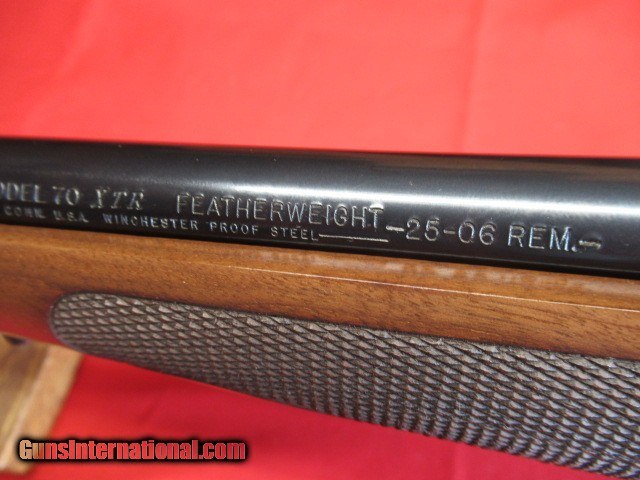 ODEL 70 XTR FEATHERWEIGHT -25-06 REM.-
CONN. U.S.A. WINCHESTER PROOF STEEL
GunsInternational.com